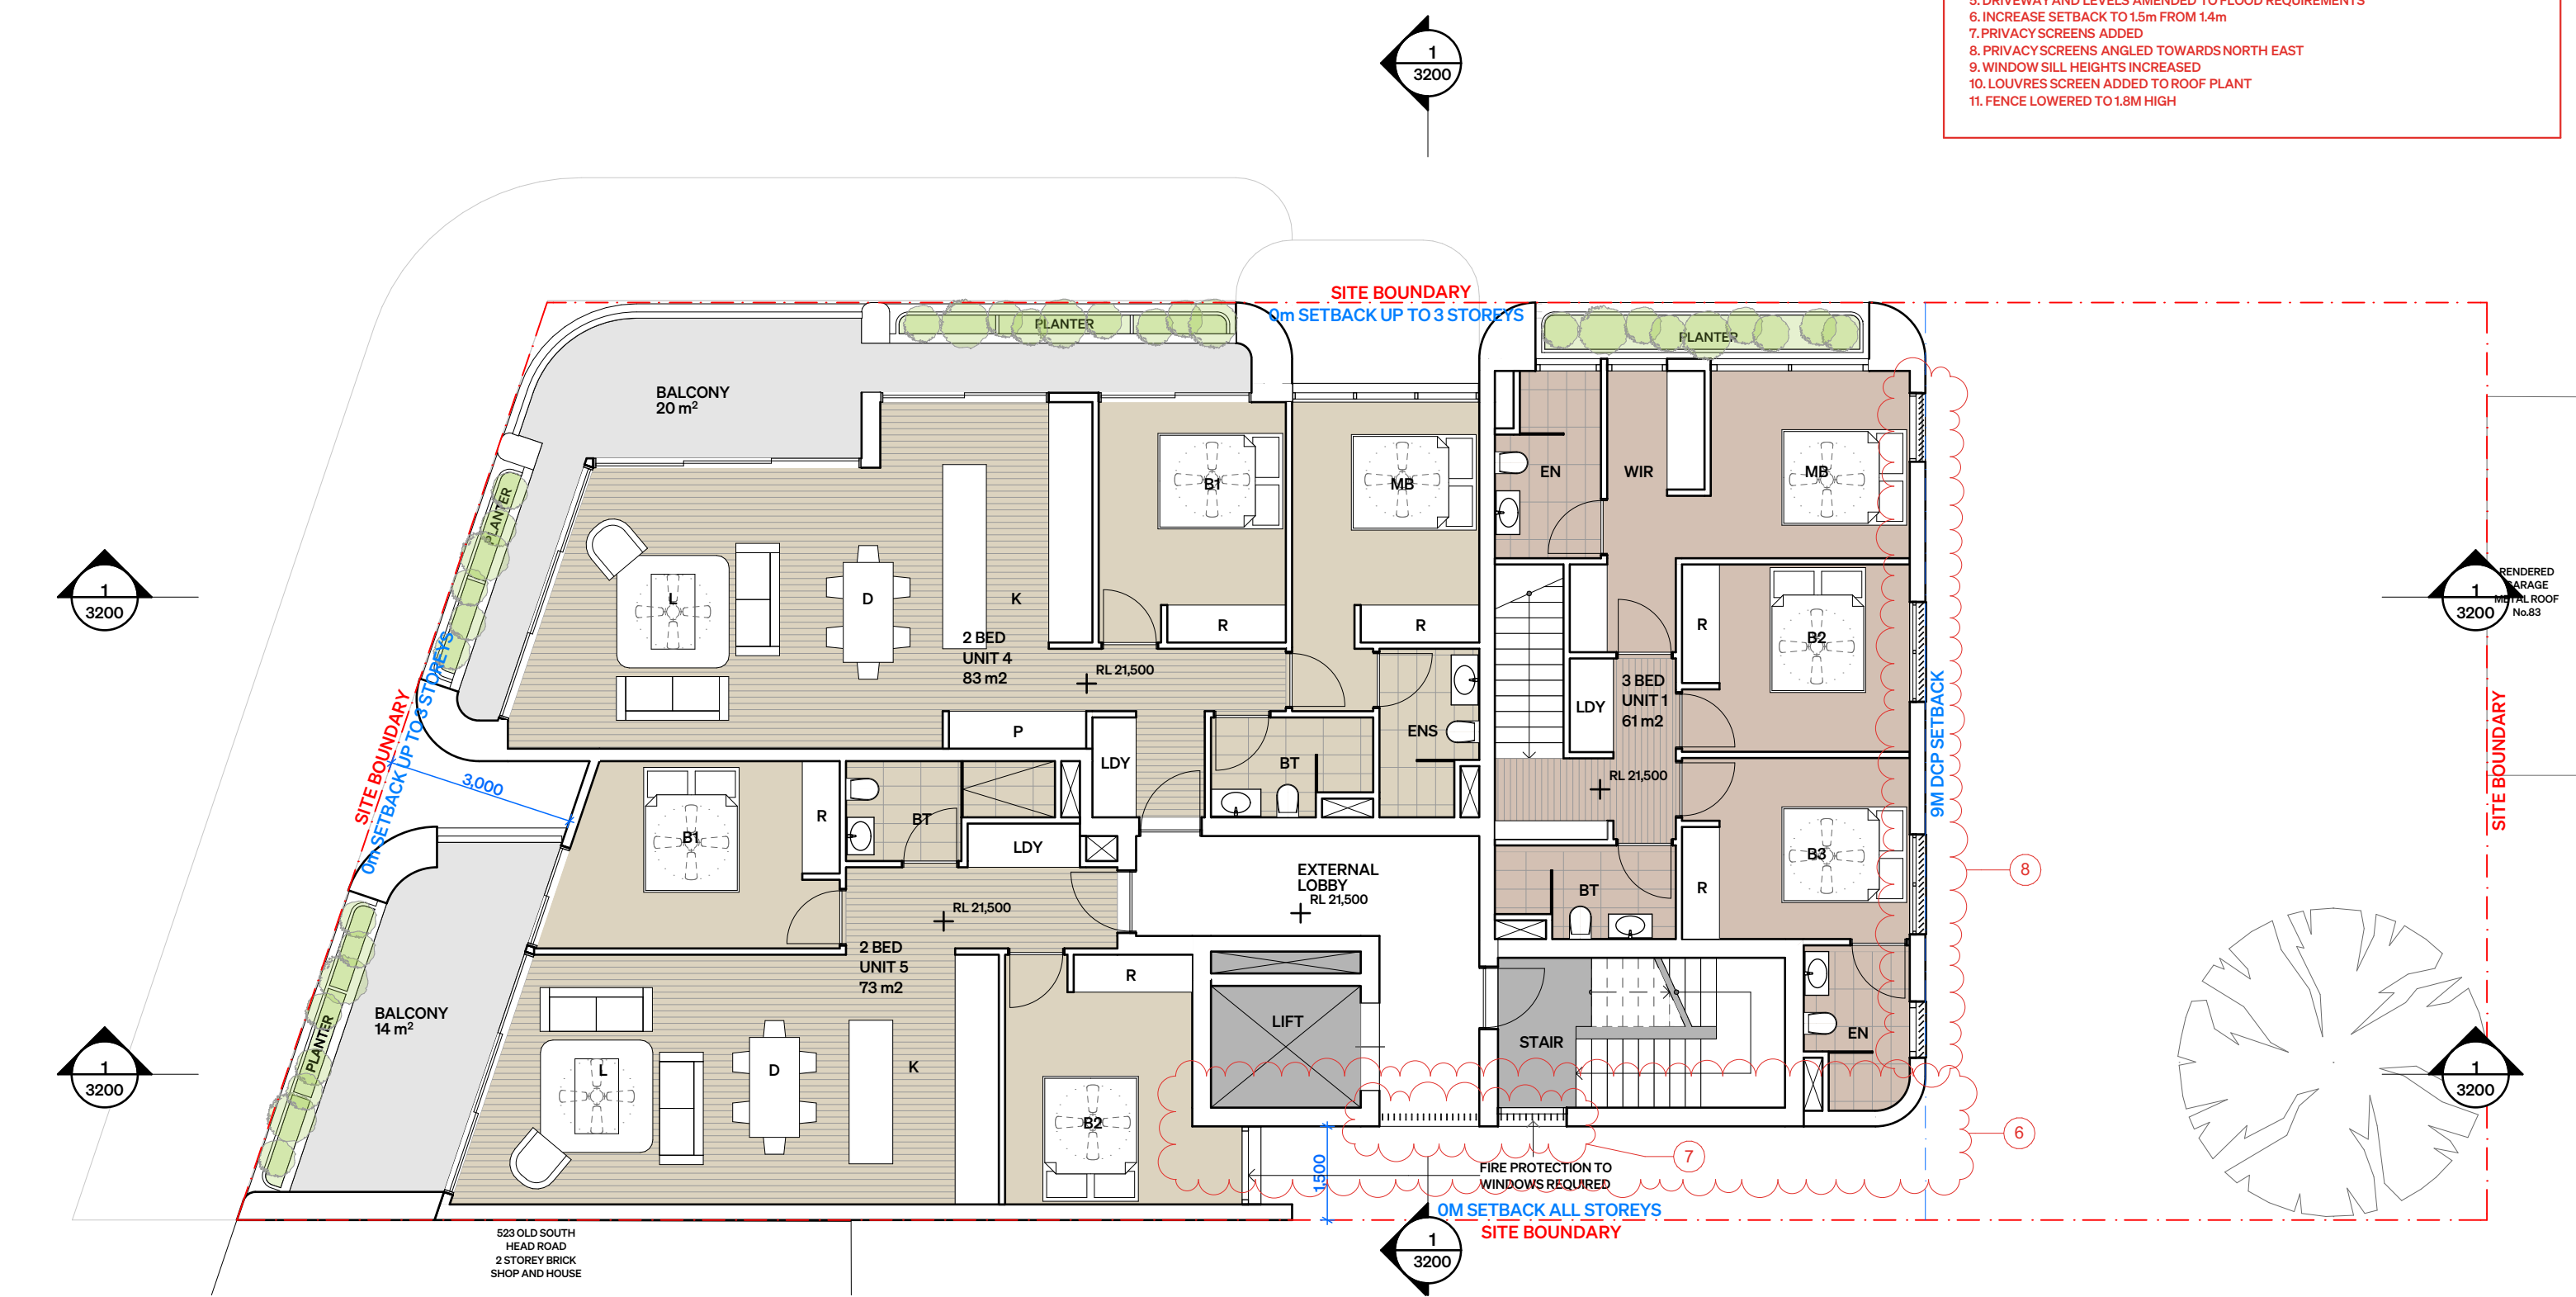 5. DRIVEWAY AND LEVELS AMENDED TO FLOOD REQUIREMENTS
6. INCREASE SETBACK TO 1.5m FROM 1.4m
7. PRIVACY SCREENS ADDED
8. PRIVACY SCREENS ANGLED TOWARDS NORTH EAST
9. WINDOW SILL HEIGHTS INCREASED
10. LOUVRES SCREEN ADDED TO ROOF PLANT
11. FENCE LOWERED TO 1.8M HIGH
1
3200
SITE BOUNDARY
0m SETBACK UP TO 3 STOREYS
PLANTER
PLANTER
BALCONY
20 m²
PLANTER
B1
MB
EN
WIR
MB
L
D
K
R
R
R
B2
2 BED
UNIT 4
83 m2
RL 21,500
1
3200
1
3200
RENDERED
GARAGE
METAL ROOF
No.83
SITE BOUNDARY
0m SETBACK UP TO 3 STOREYS
3,000
P
LDY
BT
ENS
LDY
3 BED
UNIT 1
61 m2
RL 21,500
9M DCP SETBACK
SITE BOUNDARY
B1
R
BT
LDY
B3
R
BT
8
EXTERNAL
LOBBY
RL 21,500
RL 21,500
2 BED
UNIT 5
73 m2
R
BALCONY
14 m²
PLANTER
L
D
K
B2
LIFT
STAIR
EN
1
3200
1
3200
6
7
1,500
FIRE PROTECTION TO
WINDOWS REQUIRED
0M SETBACK ALL STOREYS
SITE BOUNDARY
1
3200
523 OLD SOUTH
HEAD ROAD
2 STOREY BRICK
SHOP AND HOUSE